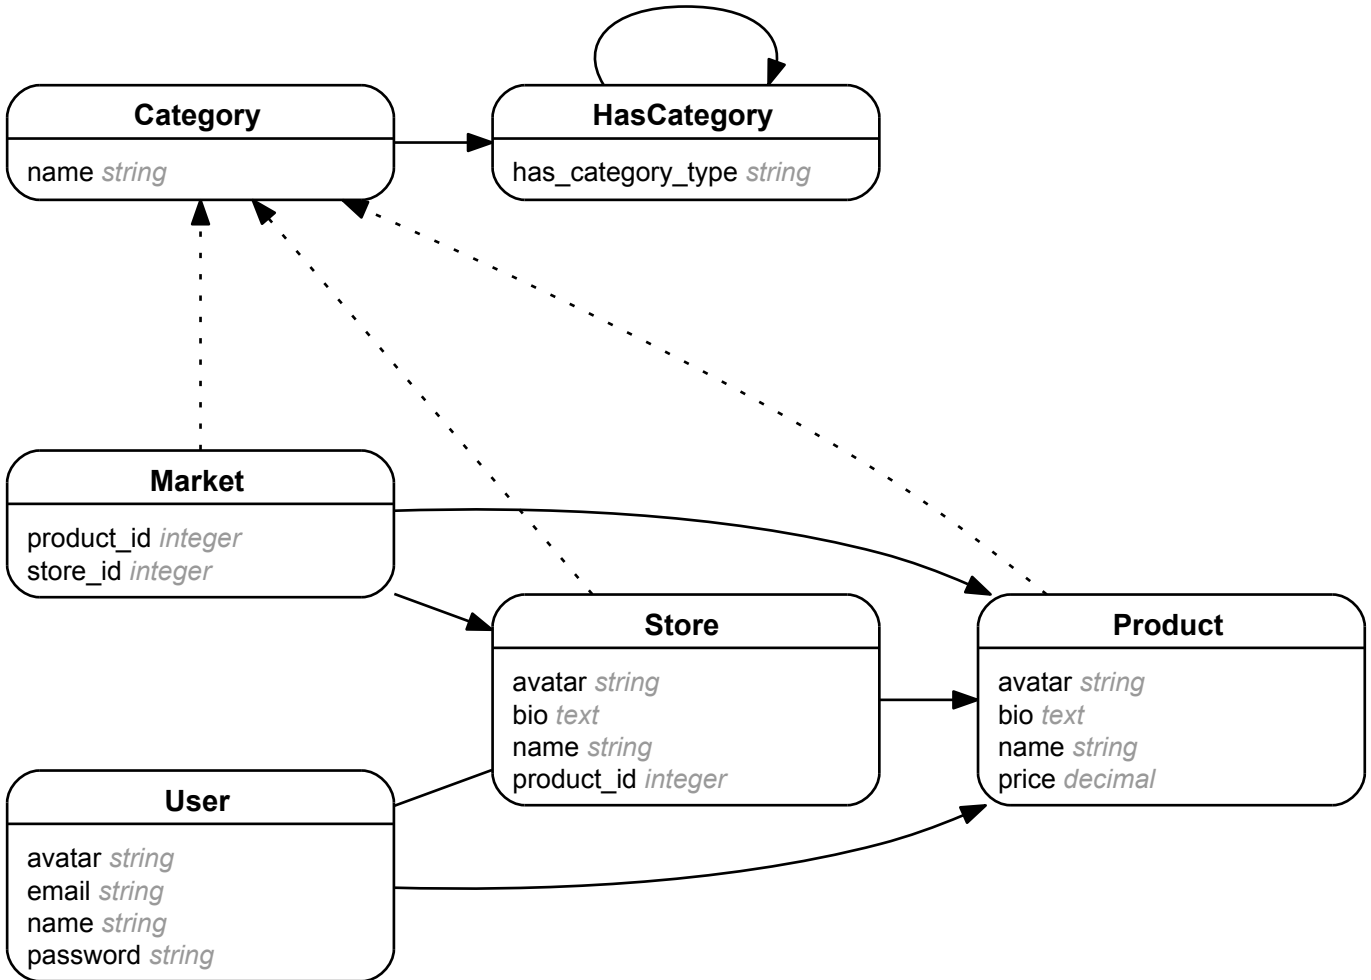 Category
name string
HasCategory
has_category_type string
Market
product_id integer
store_id integer
Store
avatar string
bio text
name string
product_id integer
Product
avatar string
bio text
name string
price decimal
User
avatar string
email string
name string
password string